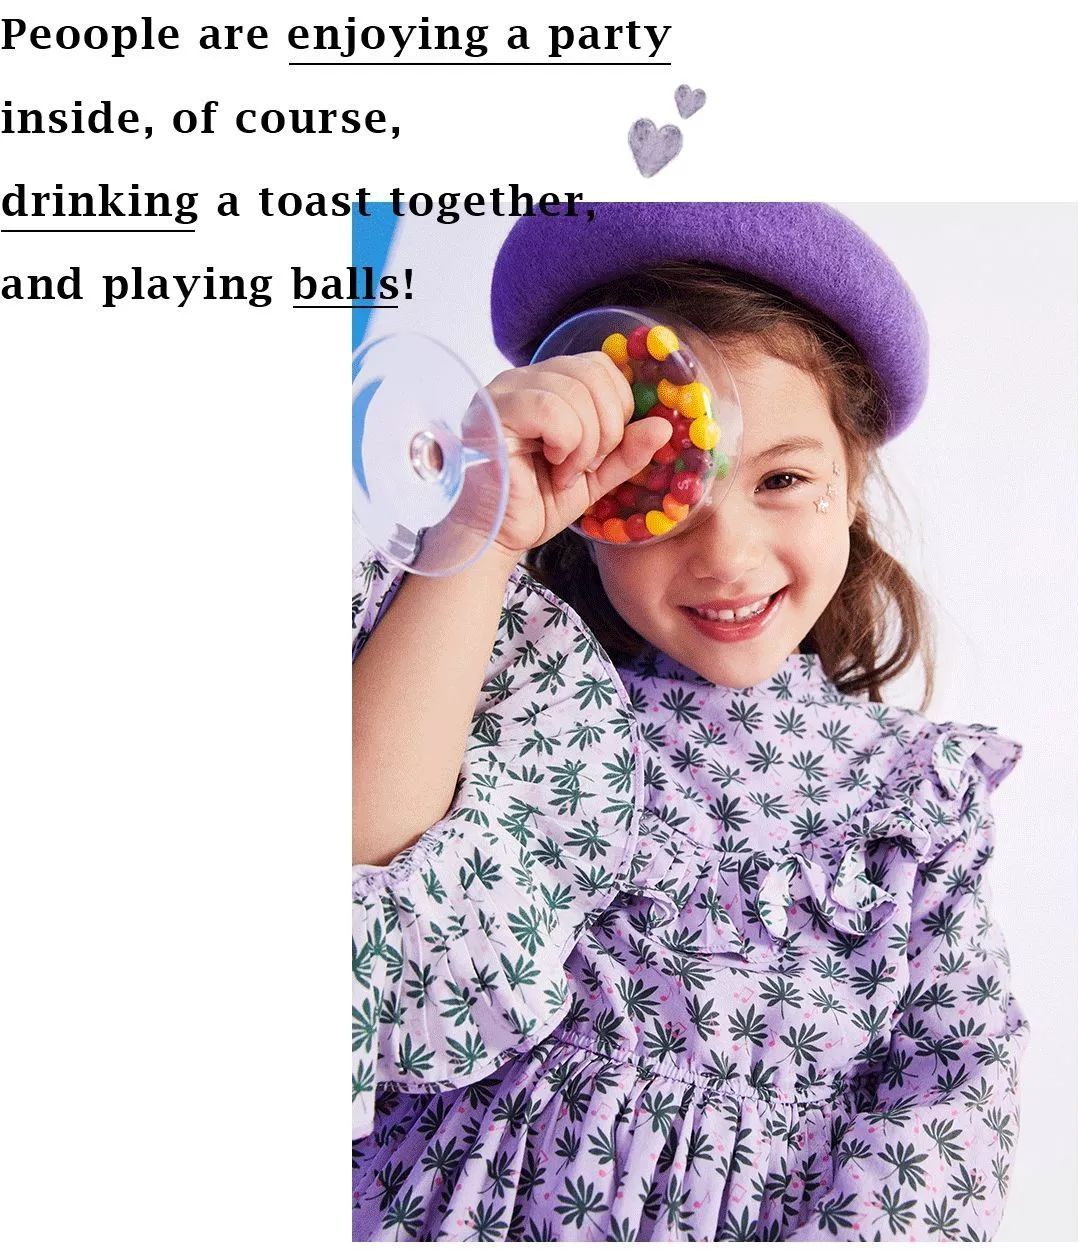 Peoople are enjoying a party
inside, of course,
drinking a toast together,
and playing balls!